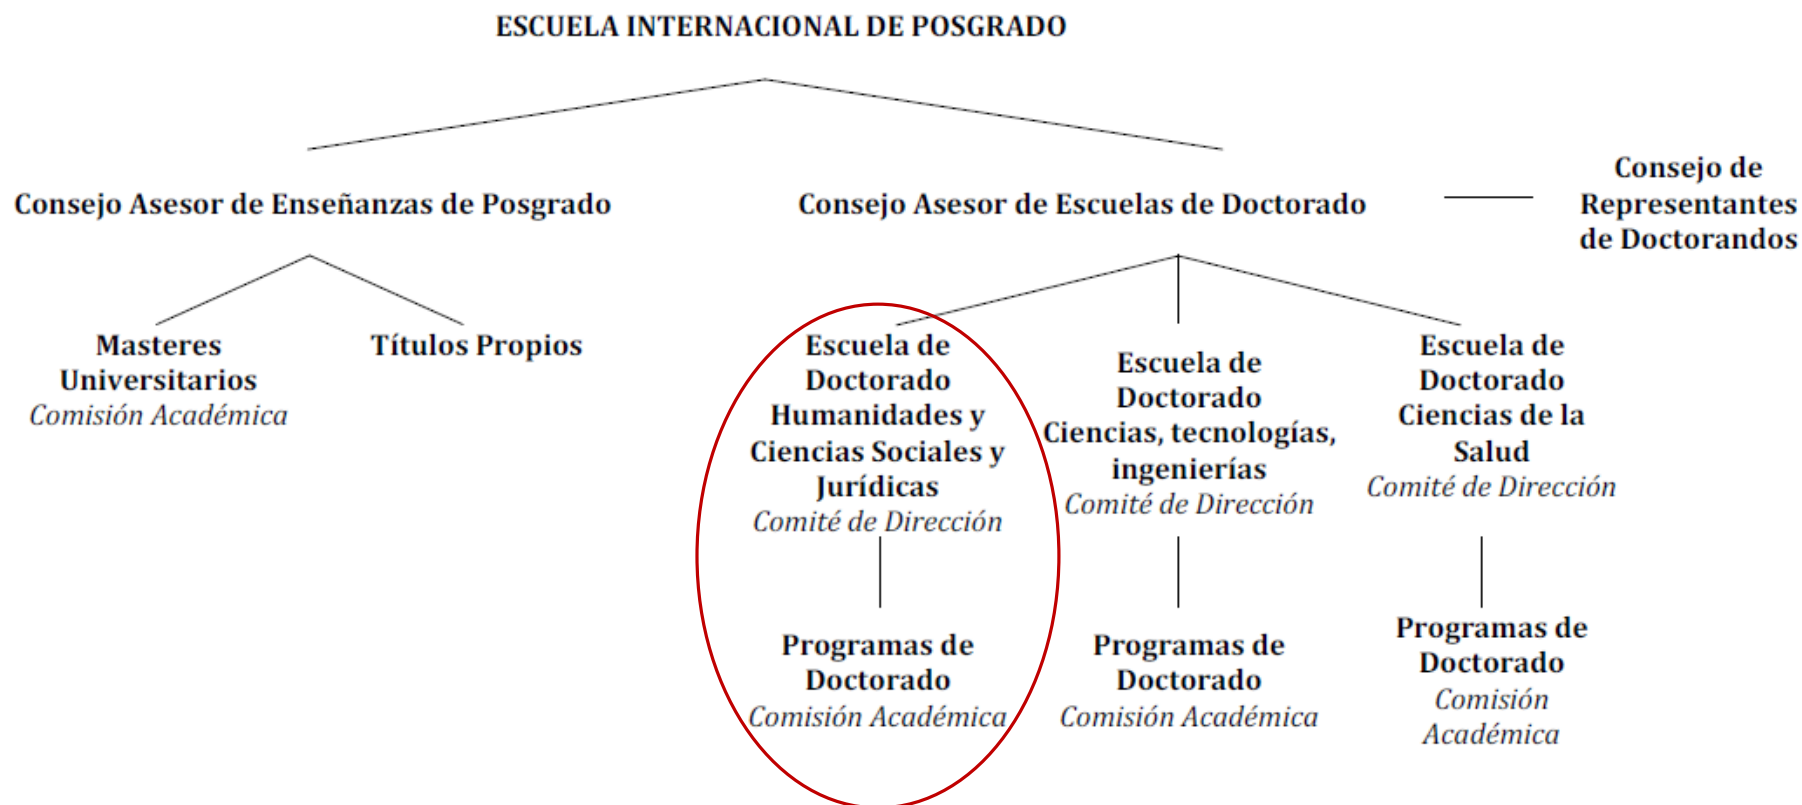 ESCUELA INTERNACIONAL DE POSGRADO
Consejo Asesor de Enseñanzas de Posgrado
Consejo Asesor de Escuelas de Doctorado
Consejo de
Representantes
de Doctorandos
Masteres
Universitarios
Comisión Académica
Títulos Propios
Escuela de
Doctorado
Humanidades y
Ciencias Sociales y
Jurídicas
Comité de Dirección
Escuela de
Doctorado
Ciencias, tecnologías,
ingenierías
Comité de Dirección
Escuela de
Doctorado
Ciencias de la
Salud
Comité de Dirección
Programas de
Doctorado
Comisión Académica
Programas de
Doctorado
Comisión Académica
Programas de
Doctorado
Comisión
Académica